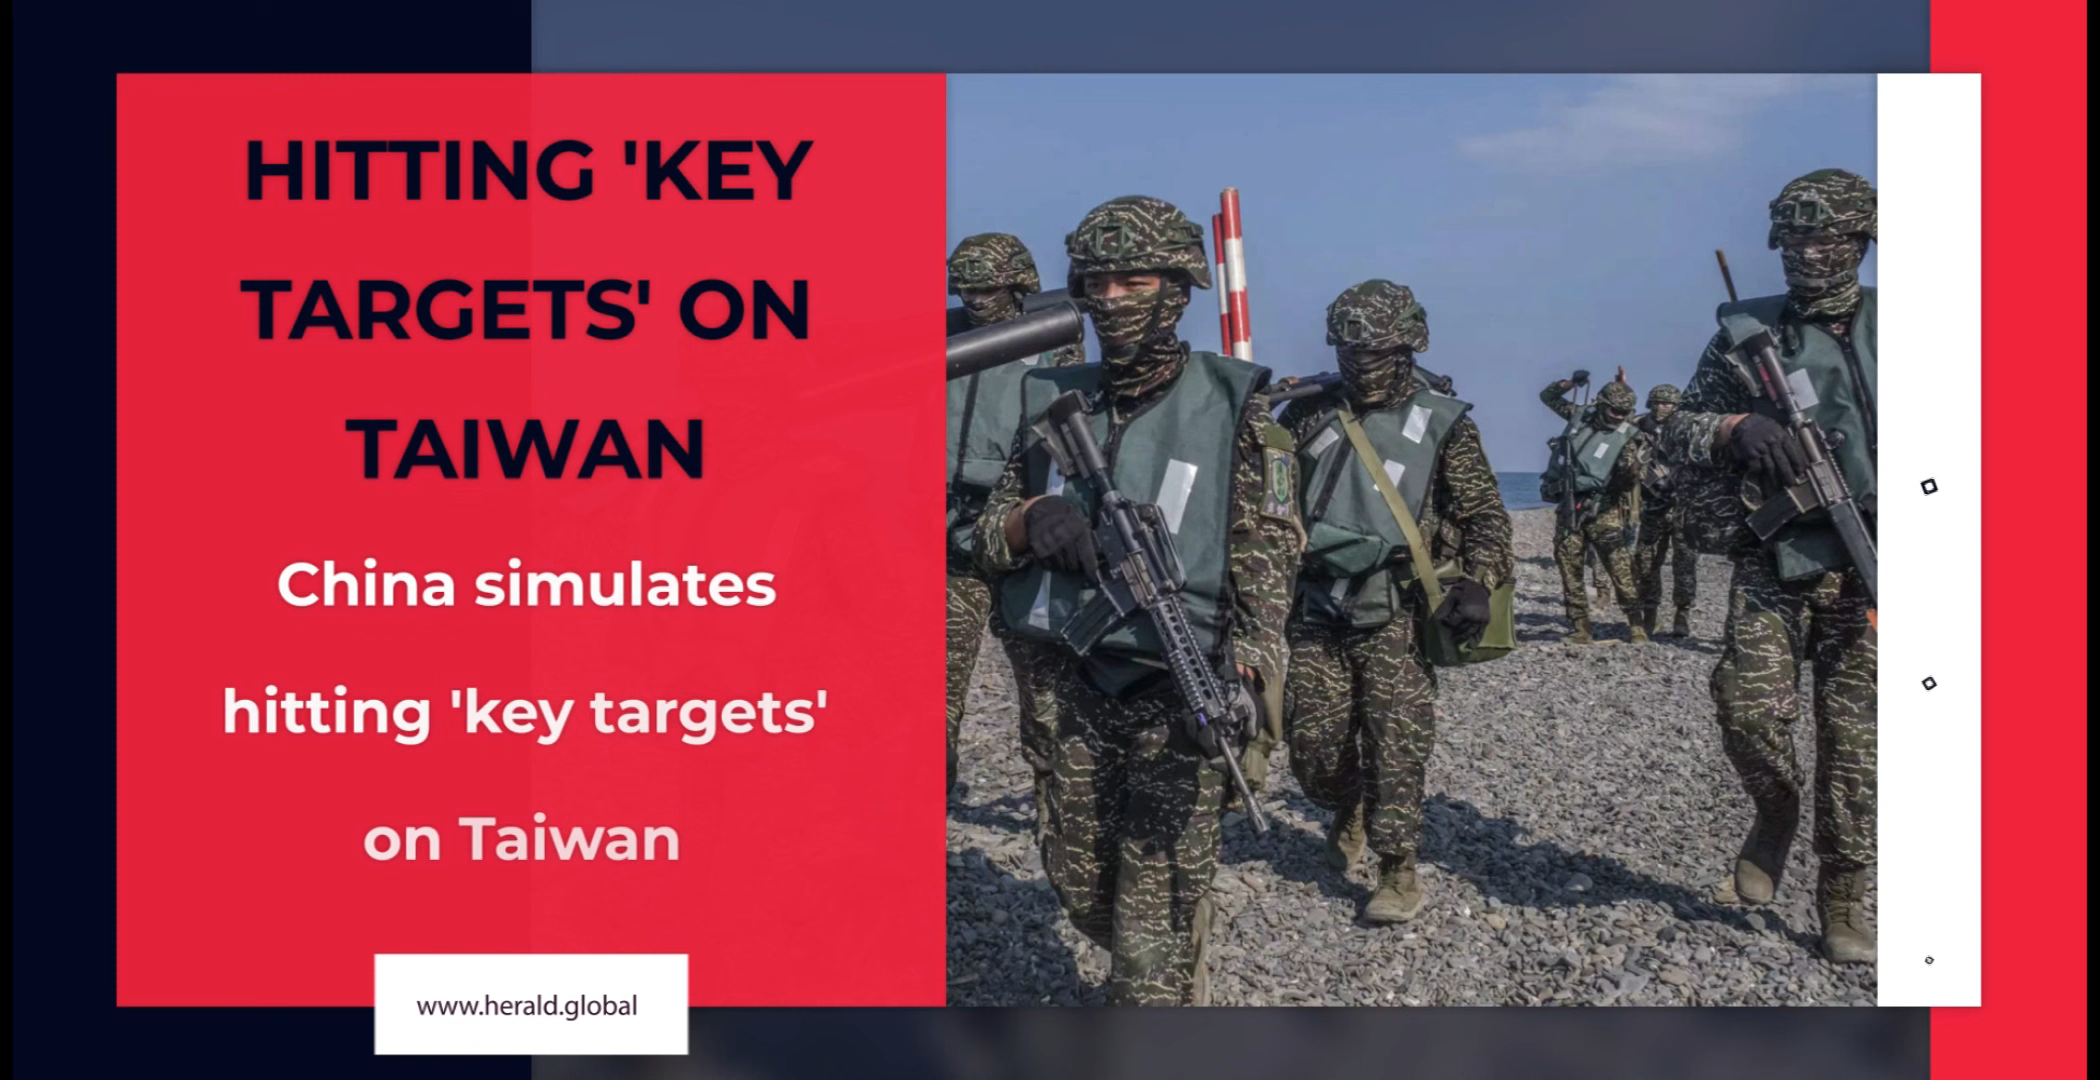 HITTING 'KEY
TARGETS' ON
TAIWAN
China simulates
hitting 'key targets'
on Taiwan
www.herald.global